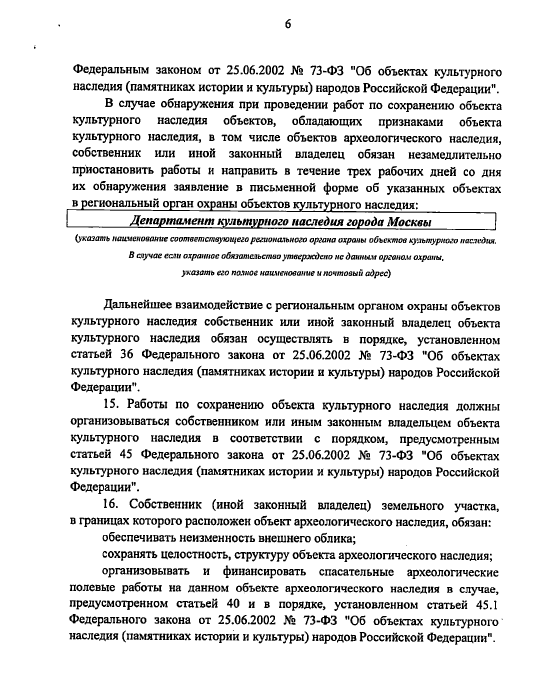 6
Федеральным законом от 25.06.2002 № 73-ФЗ "Об объектах культурного
наследия (памятниках истории и культуры) народов Российской Федерации".
В случае обнаружения при проведении работ по сохранению объекта
культурного наследия объектов, обладающих признаками объекта
культурного наследия, в том числе объектов археологического наследия,
собственник или иной законный владелец обязан незамедлительно
приостановить работы и направить в течение трех рабочих дней со дня
их обнаружения заявление в письменной форме об указанных объектах
в региональный орган охраны объектов культурного наследия:
Департамент культурного наследия города Москвы
(указать наименование соответствующего регионального органа охраны объектов культурного наследия.
В случае если охранное обязательство утверждено не данным органом охраны,
указать его полное наименование и почтовый адрес)
Дальнейшее взаимодействие с региональным органом охраны объектов
культурного наследия собственник или иной законный владелец объекта
культурного наследия обязан осуществлять в порядке, установленном
статьей 36 Федерального закона от 25.06.2002 № 73-ФЗ "Об объектах
культурного наследия (памятниках истории и культуры) народов Российской
Федерации".
15. Работы по сохранению объекта культурного наследия должны
организовываться собственником или иным законным владельцем объекта
культурного наследия в соответствии с порядком, предусмотренным
статьей 45 Федерального закона от 25.06.2002 № 73-ФЗ "Об объектах
культурного наследия (памятниках истории и культуры) народов Российской
Федерации".
16. Собственник (иной законный владелец) земельного участка,
в границах которого расположен объект археологического наследия, обязан:
обеспечивать неизменность внешнего облика;
сохранять целостность, структуру объекта археологического наследия;
организовывать и финансировать спасательные археологические
полевые работы на данном объекте археологического наследия в случае,
предусмотренном статьей 40 и в порядке, установленном статьей 45.1
Федерального закона от 25.06.2002 № 73-ФЗ "Об объектах культурного
наследия (памятниках истории и культуры) народов Российской Федерации".